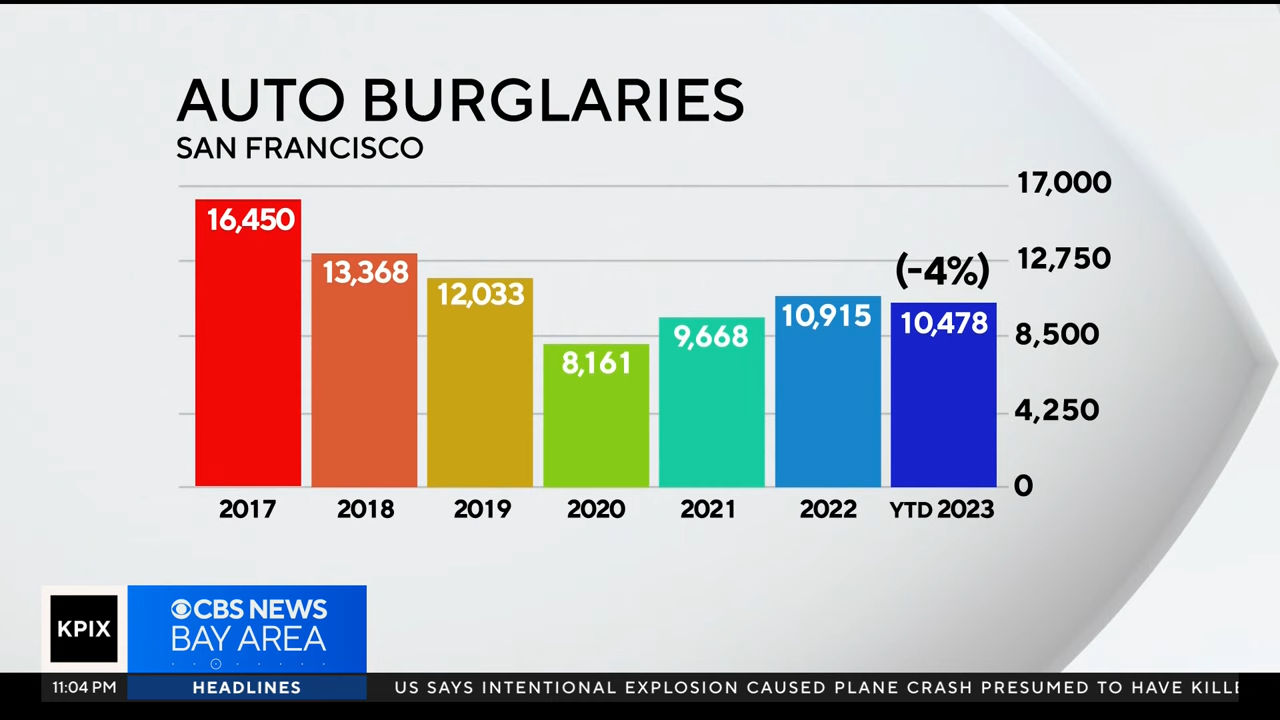 AUTO BURGLARIES
SAN FRANCISCO
17,000
12,750
8,500
4,250
0
16,450
13,368
12,033
8,161
9,668
10,915
(-4%)
10,478
2017 2018 2019 2020 2021 2022 YTD 2023
KPIX
CBS NEWS
BAY AREA
11:04 PM HEADLINES US SAYS INTENTIONAL EXPLOSION CAUSED PLANE CRASH PRESUMED TO HAVE